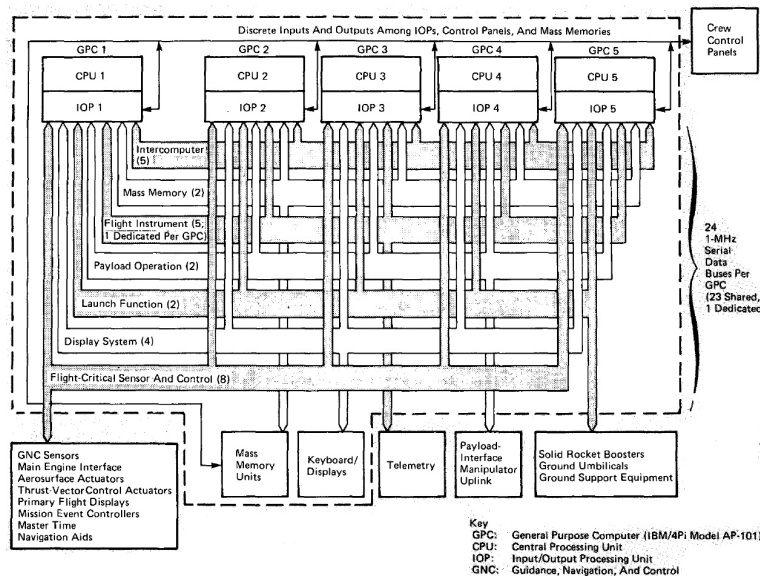 Discrete Inputs And Outputs Among IOPs, Control Panels, And Mass Memories
Crew
Control
Panels
GPC 1
GPC 2
GPC 3
GPC 4
GPC 5
CPU 1
CPU 2
CPU 3
CPU 4
CPU 5
IOP 1
IOP 2
IOP 3
IOP 4
IOP 5
Intercomputer
(5)
Mass Memory (2)
Flight Instrument (5,
1 Dedicated Per GPC)
Payload Operation (2)
Launch Function (2)
Display System (4)
Flight-Critical Sensor And Control (8)
24
1-MHz
Serial
Data
Buses Per
GPC
(23 Shared,
1 Dedicated
GNC Sensors
Main Engine Interface
Aerosurface Actuators
Thrust-Vector Control Actuators
Primary Flight Displays
Mission Event Controllers
Master Time
Navigation Aids
Mass
Memory
Units
Keyboard/
Displays
Telemetry
Payload-
Interface
Manipulator
Uplink
Solid Rocket Boosters
Ground Umbilicals
Ground Support Equipment
Key
GPC: General Purpose Computer (IBM/4Pi Model AP-101)
CPU: Central Processing Unit
IOP: Input/Output Processing Unit
GNC: Guidance, Navigation, And Control